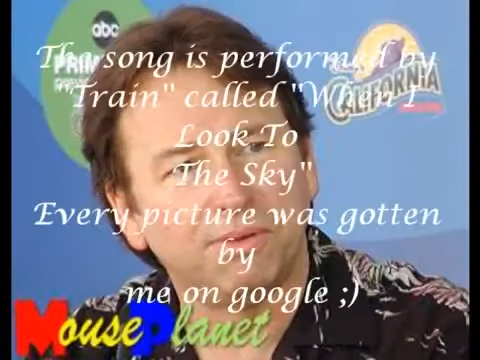 abc
PRIM
CALIFORNIA
The song is performed by
"Train" called "When I
Look To
The Sky"
Every picture was gotten
by
me on google ;)
MousePlanet